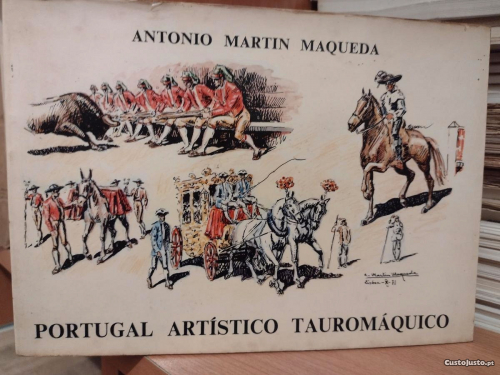 ANTONIO MARTIN MAQUEDA
PORTUGAL ARTÍSTICO TAUROMÁQUICO
CustoJusto.pt